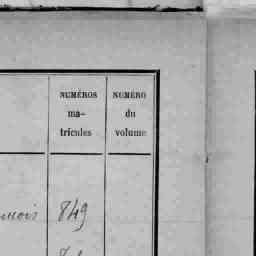 NUMÉROS NUMÉRO
ma- du
tricules volume
849